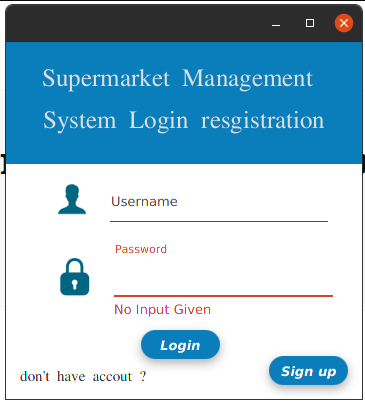 Supermarket Management
System Login resgistration
Username
Password
No Input Given
Login
Sign up
don't have accout ?